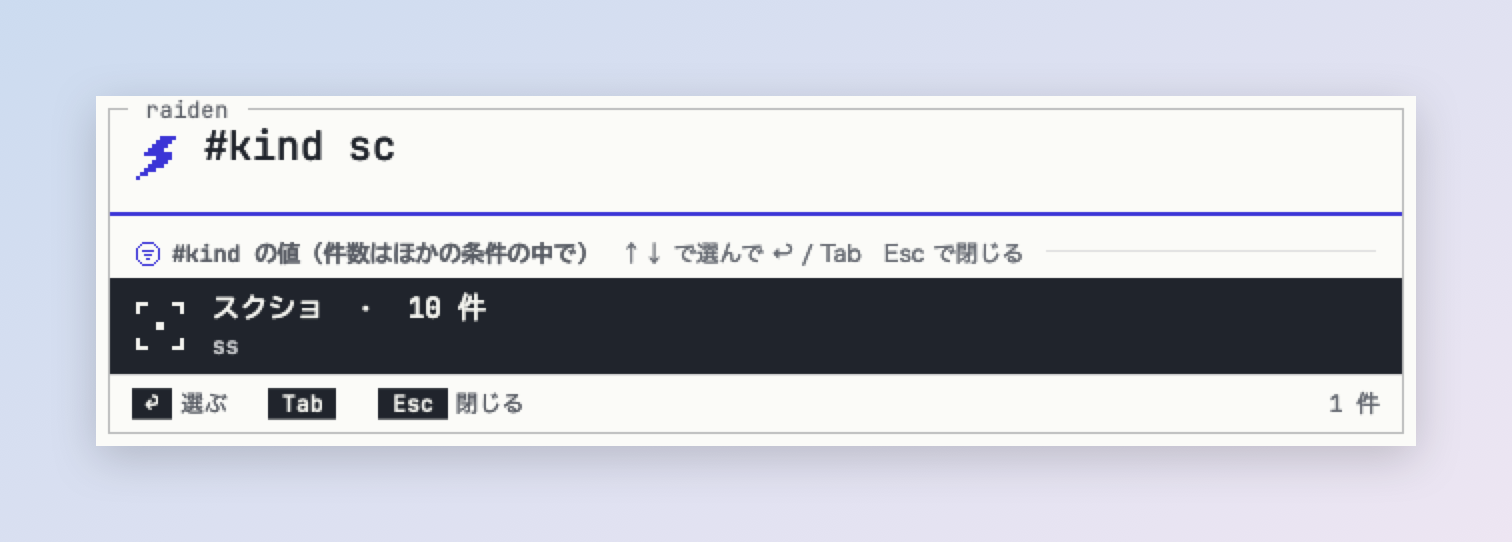 raiden
#kind sc
#kind の値（件数はほかの条件の中で） ↑↓ で選んで ↵ / Tab Esc で閉じる
スクショ · 10 件
ss
↵ 選ぶ Tab Esc 閉じる 1 件